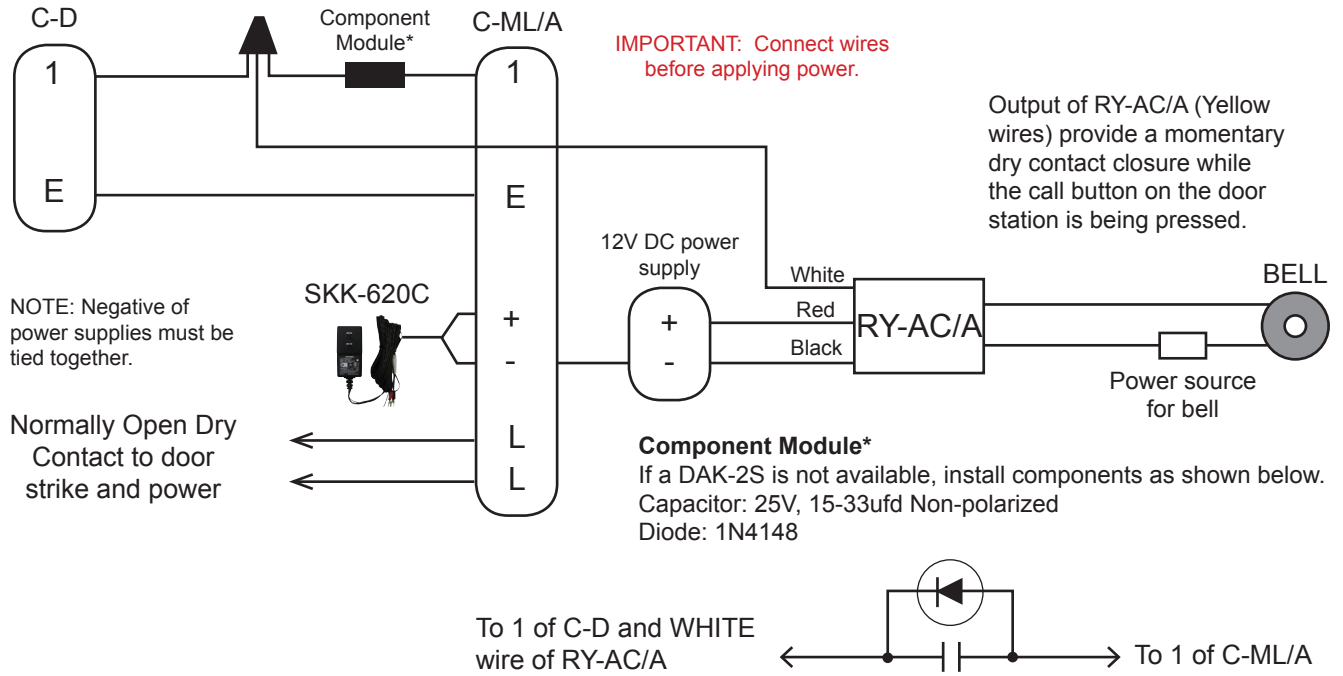 C-D
Component
Module*
C-ML/A
IMPORTANT: Connect wires
before applying power.
1
1
Output of RY-AC/A (Yellow
wires) provide a momentary
dry contact closure while
the call button on the door
station is being pressed.
E
E
12V DC power
supply
White
BELL
NOTE: Negative of
power supplies must be
tied together.
SKK-620C
+
+
Red
RY-AC/A
Black
-
-
Power source
for bell
Normally Open Dry
Contact to door
strike and power
L
L
Component Module*
If a DAK-2S is not available, install components as shown below.
Capacitor: 25V, 15-33ufd Non-polarized
Diode: 1N4148
To 1 of C-D and WHITE
wire of RY-AC/A
To 1 of C-ML/A